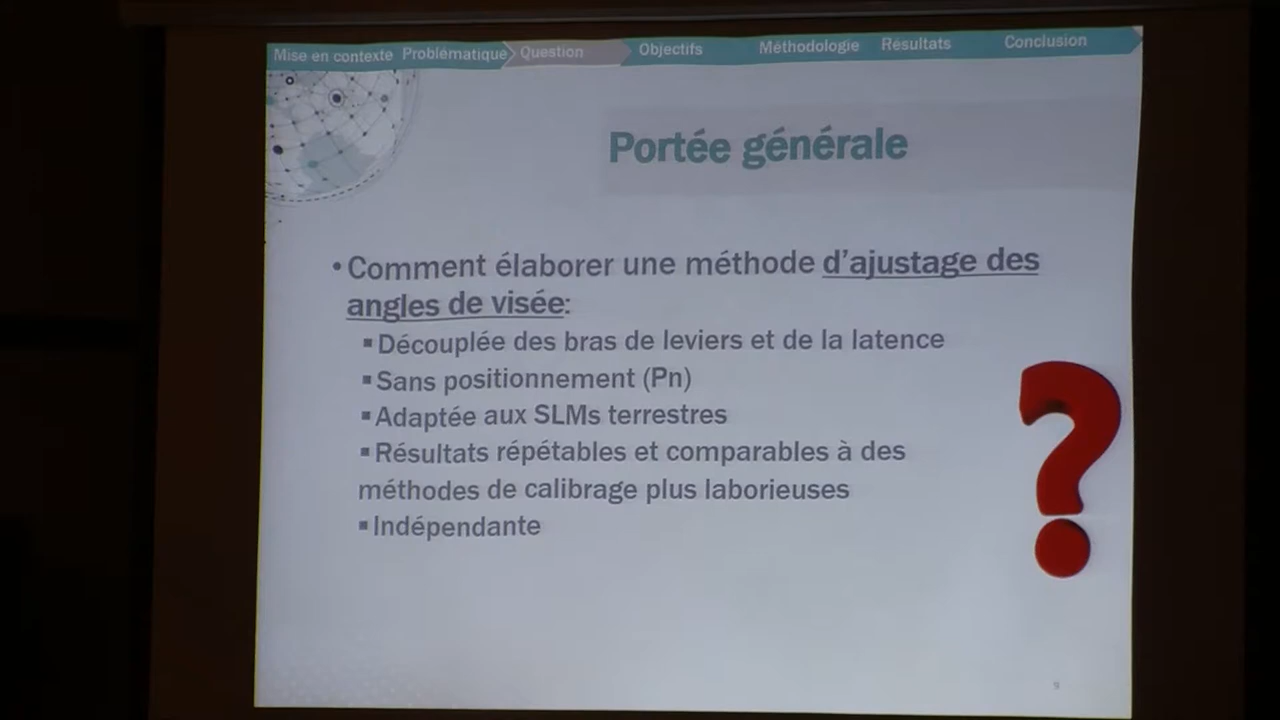 Mise en contexte Problématique Question Objectifs Méthodologie Résultats Conclusion
Portée générale
• Comment élaborer une méthode d'ajustage des
angles de visée:
▪ Découplée des bras de leviers et de la latence
▪ Sans positionnement (Pn)
▪ Adaptée aux SLMs terrestres
▪ Résultats répétables et comparables à des
méthodes de calibrage plus laborieuses
▪ Indépendante
9